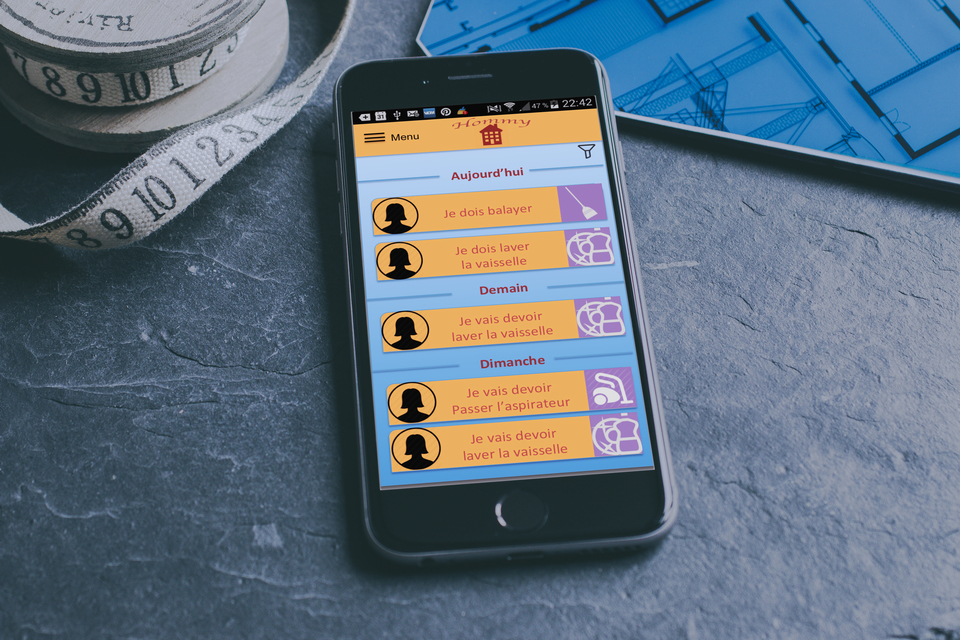 River
7 8 9 10 1 2
8 9 10 1 2 3 4
31 47% 22:42
Menu
Hommy
Aujourd'hui
Je dois balayer
Je dois laver
la vaisselle
Demain
Je vais devoir
laver la vaisselle
Dimanche
Je vais devoir
Passer l'aspirateur
Je vais devoir
laver la vaisselle